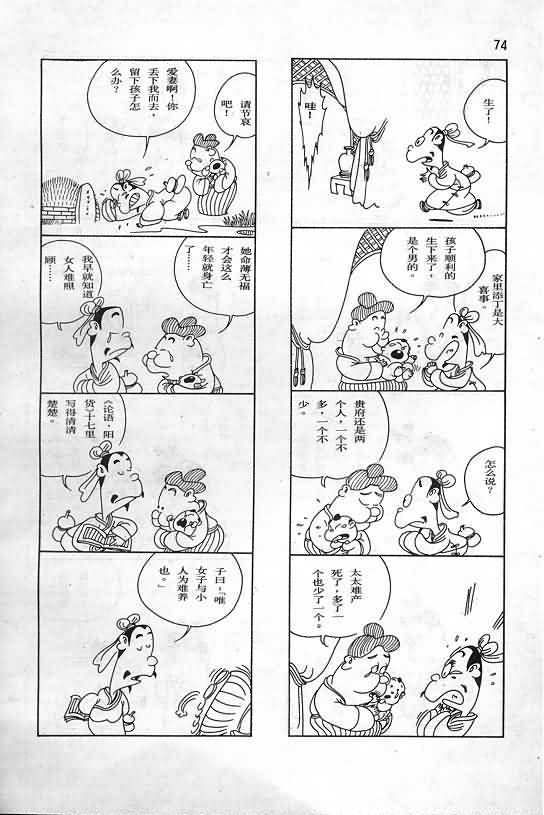 74
生了！
哇！
孩子顺利的
生下来了，
是个男的。
家里添丁是大
喜事。
贵府还是两
个人，一个不
多，一个不
少。
怎么说？
太太难产
死了，多了一
个也少了一个。
请节哀
吧！
爱妻啊！你
丢下我而去，
留下孩子怎
么办？
她命薄无福
才会这么
年轻就身亡
了……
我早就知道
女人难照
顾……
《论语·阳
货》十七里
写得清清
楚楚。
子曰：“唯
女子与小
人为难养
也。”